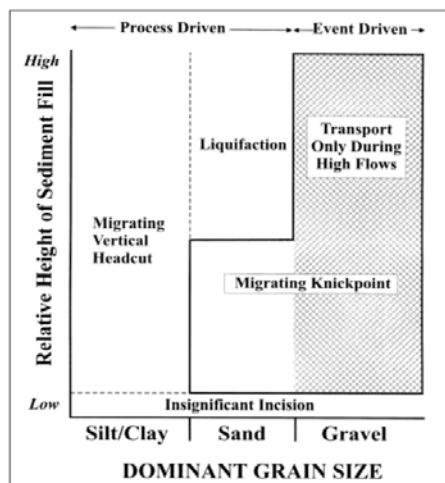 Process Driven
Event Driven
High
Relative Height of Sediment Fill
Liquifaction
Transport
Only During
High Flows
Migrating
Vertical
Headcut
Migrating Knickpoint
Low
Insignificant Incision
Silt/Clay
Sand
Gravel
DOMINANT GRAIN SIZE